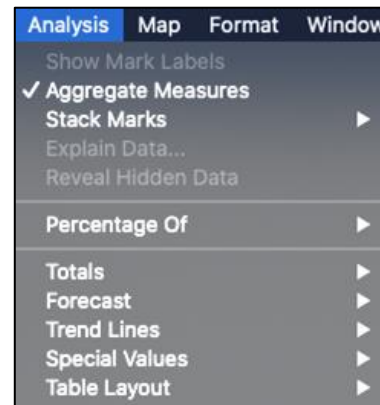 Analysis Map Format Window
Show Mark Labels
✓ Aggregate Measures
Stack Marks ▶
Explain Data...
Reveal Hidden Data
Percentage Of ▶
Totals ▶
Forecast ▶
Trend Lines ▶
Special Values ▶
Table Layout ▶